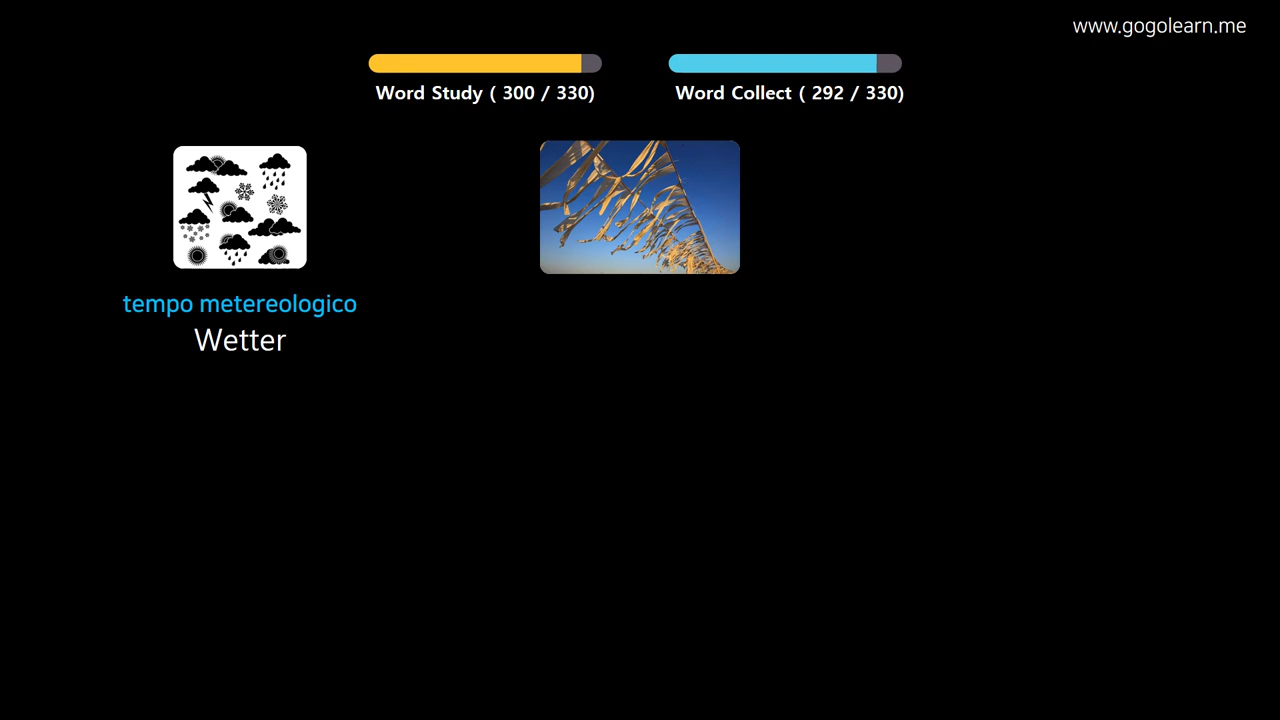 www.gogolearn.me
Word Study ( 300 / 330)
Word Collect ( 292 / 330)
tempo metereologico
Wetter